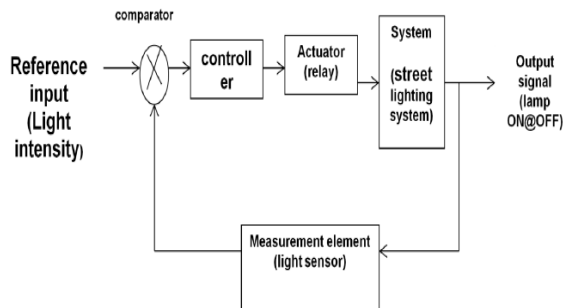 comparator
Reference
input
(Light
intensity)
controll
er
Actuator
(relay)
System
(street
lighting
system)
Output
signal
(lamp
ON@OFF)
Measurement element
(light sensor)